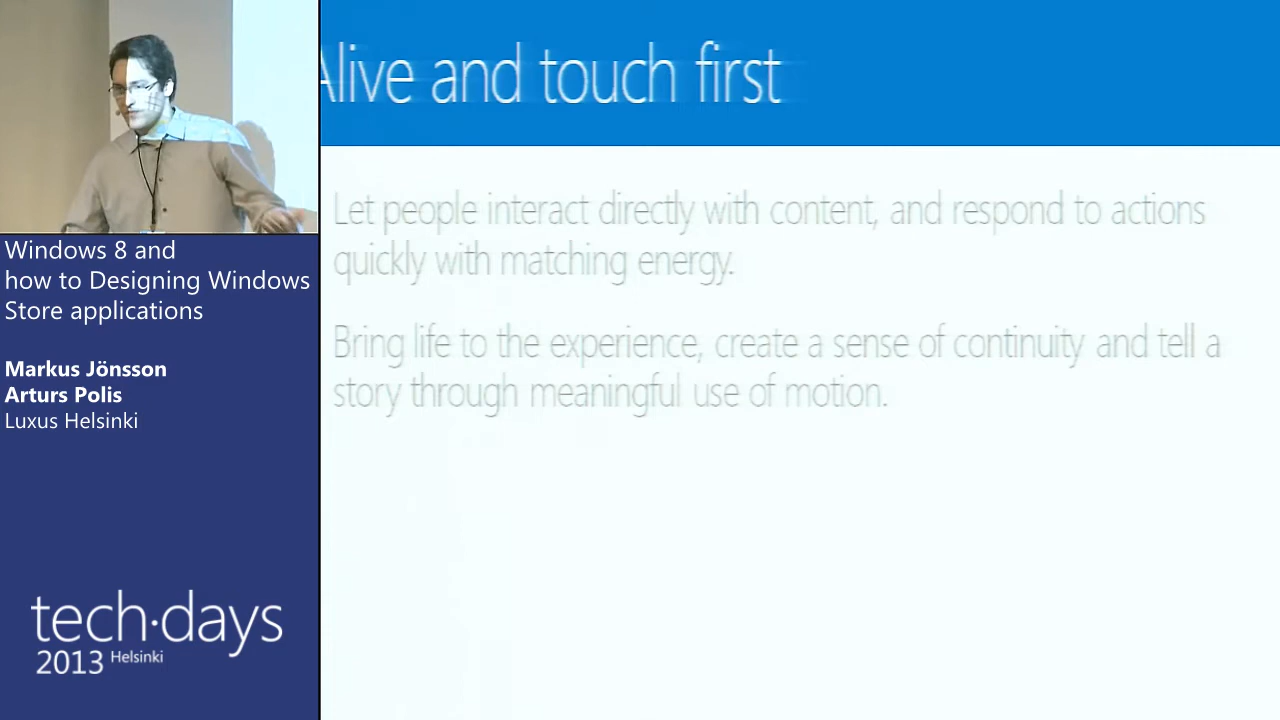 Alive and touch first
Let people interact directly with content, and respond to actions
quickly with matching energy.
Bring life to the experience, create a sense of continuity and tell a
story through meaningful use of motion.
Windows 8 and
how to Designing Windows
Store applications
Markus Jönsson
Arturs Polis
Luxus Helsinki
tech·days
2013 Helsinki